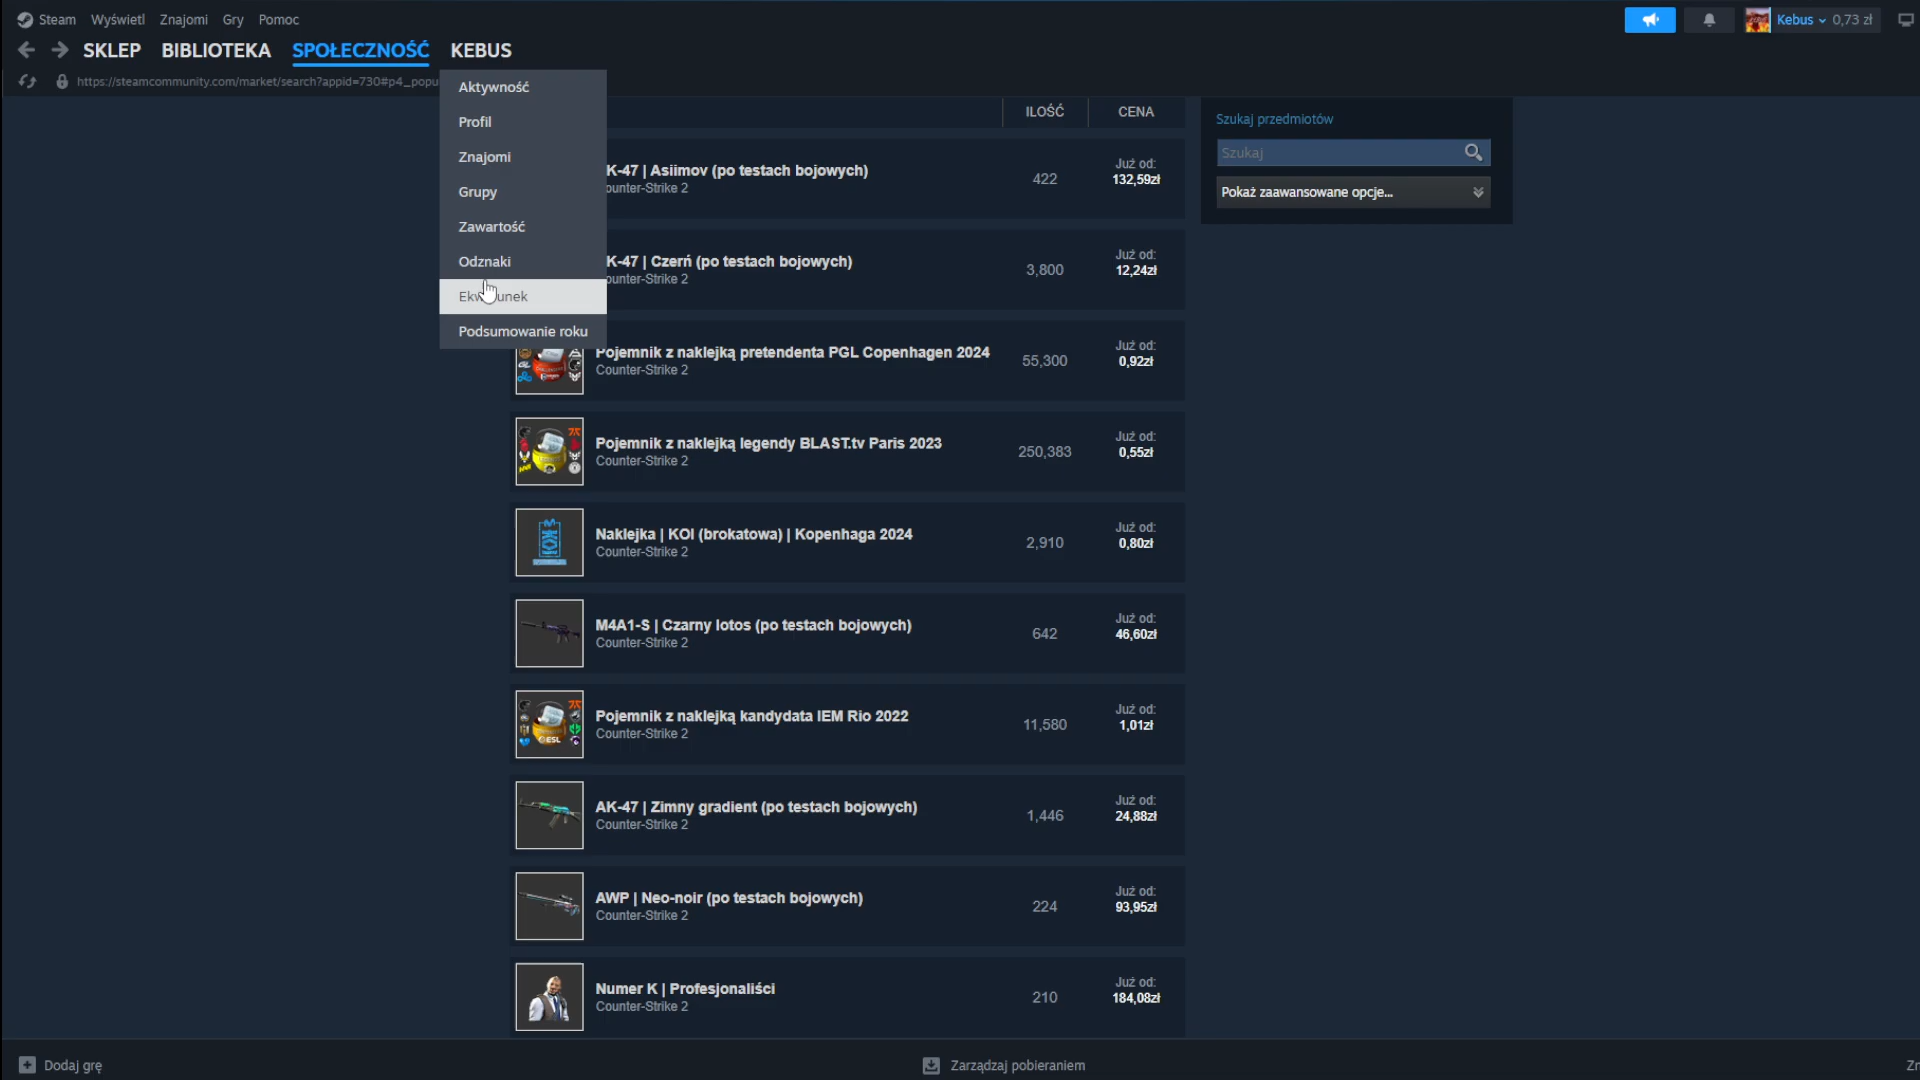 Steam Wyświetl Znajomi Gry Pomoc
Kebus 0,73 zł
SKLEP BIBLIOTEKA SPOŁECZNOŚĆ KEBUS
https://steamcommunity.com/market/search?appid=730#p4_popu
Aktywność
Profil
Znajomi
Grupy
Zawartość
Odznaki
Podsumowanie roku
ILOŚĆ CENA
K-47 | Asiimov (po testach bojowych)
ounter-Strike 2
422
Już od:
132,59zł
K-47 | Czerń (po testach bojowych)
ounter-Strike 2
3,800
Już od:
12,24zł
Pojemnik z naklejką pretendenta PGL Copenhagen 2024
Counter-Strike 2
55,300
Już od:
0,92zł
Pojemnik z naklejką legendy BLAST.tv Paris 2023
Counter-Strike 2
250,383
Już od:
0,55zł
Naklejka | KOI (brokatowa) | Kopenhaga 2024
Counter-Strike 2
2,910
Już od:
0,80zł
M4A1-S | Czarny lotos (po testach bojowych)
Counter-Strike 2
642
Już od:
46,60zł
Pojemnik z naklejką kandydata IEM Rio 2022
Counter-Strike 2
11,580
Już od:
1,01zł
AK-47 | Zimny gradient (po testach bojowych)
Counter-Strike 2
1,446
Już od:
24,88zł
AWP | Neo-noir (po testach bojowych)
Counter-Strike 2
224
Już od:
93,95zł
Numer K | Profesjonaliści
Counter-Strike 2
210
Już od:
184,08zł
Szukaj przedmiotów
Szukaj
Pokaż zaawansowane opcje...
Dodaj grę
Zarządzaj pobieraniem